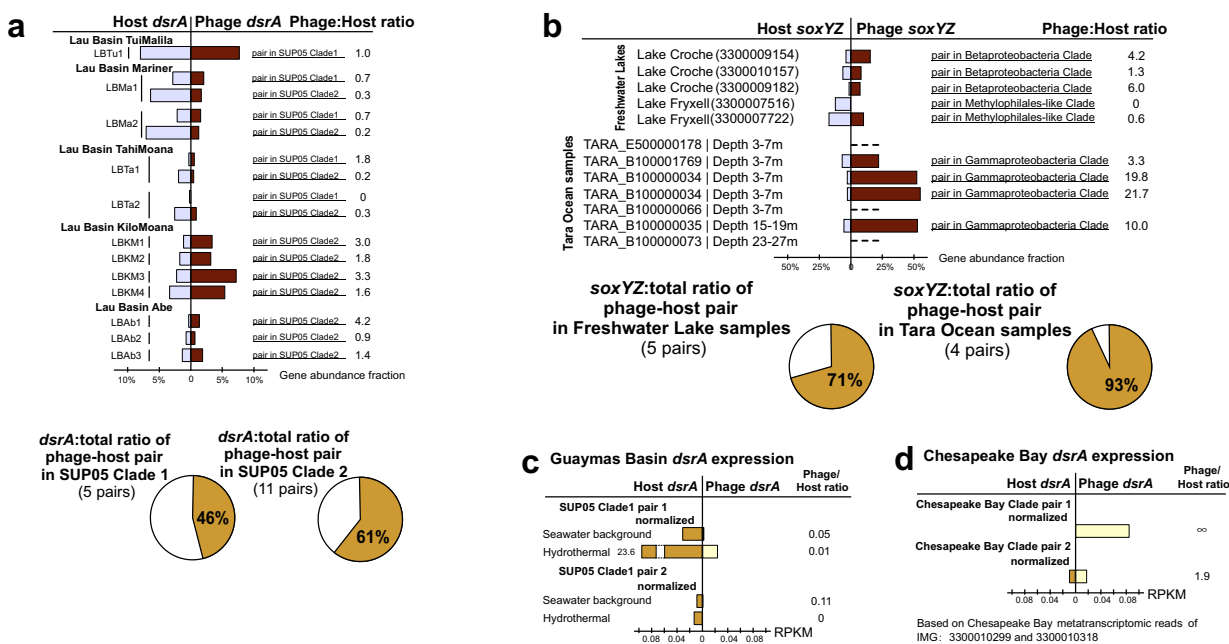 a
Host dsrA Phage dsrA Phage:Host ratio
Lau Basin TuiMalila
LBTu1 pair in SUP05 Clade1 1.0
Lau Basin Mariner
LBMa1 pair in SUP05 Clade1 0.7
pair in SUP05 Clade2 0.3
LBMa2 pair in SUP05 Clade1 0.7
pair in SUP05 Clade2 0.2
Lau Basin TahiMoana
LBTa1 pair in SUP05 Clade1 1.8
pair in SUP05 Clade2 0.2
LBTa2 pair in SUP05 Clade1 0
pair in SUP05 Clade2 0.3
Lau Basin KiloMoana
LBKM1 pair in SUP05 Clade2 3.0
LBKM2 pair in SUP05 Clade2 1.8
LBKM3 pair in SUP05 Clade2 3.3
LBKM4 pair in SUP05 Clade2 1.6
Lau Basin Abe
LBAb1 pair in SUP05 Clade2 4.2
LBAb2 pair in SUP05 Clade2 0.9
LBAb3 pair in SUP05 Clade2 1.4
10% 5% 0 5% 10%
Gene abundance fraction
dsrA:total ratio of
phage-host pair
in SUP05 Clade 1
(5 pairs)
46%
dsrA:total ratio of
phage-host pair
in SUP05 Clade 2
(11 pairs)
61%
b
Host soxYZ Phage soxYZ Phage:Host ratio
Freshwater Lakes
Lake Croche (3300009154) pair in Betaproteobacteria Clade 4.2
Lake Croche (3300010157) pair in Betaproteobacteria Clade 1.3
Lake Croche (3300009182) pair in Betaproteobacteria Clade 6.0
Lake Fryxell (3300007516) pair in Methylophilales-like Clade 0
Lake Fryxell (3300007722) pair in Methylophilales-like Clade 0.6
Tara Ocean samples
TARA_E500000178 | Depth 3-7m
TARA_B100001769 | Depth 3-7m pair in Gammaproteobacteria Clade 3.3
TARA_B100000034 | Depth 3-7m pair in Gammaproteobacteria Clade 19.8
TARA_B100000034 | Depth 3-7m pair in Gammaproteobacteria Clade 21.7
TARA_B100000066 | Depth 3-7m
TARA_B100000035 | Depth 15-19m pair in Gammaproteobacteria Clade 10.0
TARA_B100000073 | Depth 23-27m
50% 25% 0 25% 50%
Gene abundance fraction
soxYZ:total ratio of
phage-host pair
in Freshwater Lake samples
(5 pairs)
71%
soxYZ:total ratio of
phage-host pair
in Tara Ocean samples
(4 pairs)
93%
c Guaymas Basin dsrA expression
Host dsrA Phage dsrA Phage/
Host ratio
SUP05 Clade1 pair 1
normalized
Seawater background 0.05
Hydrothermal 23.6 0.01
SUP05 Clade1 pair 2
normalized
Seawater background 0.11
Hydrothermal 0
0.08 0.04 0 0.04 0.08 RPKM
d Chesapeake Bay dsrA expression
Host dsrA Phage dsrA Phage/
Host ratio
Chesapeake Bay Clade pair 1
normalized
∞
Chesapeake Bay Clade pair 2
normalized
1.9
0.08 0.04 0 0.04 0.08 RPKM
Based on Chesapeake Bay metatranscriptomic reads of
IMG: 3300010299 and 3300010318